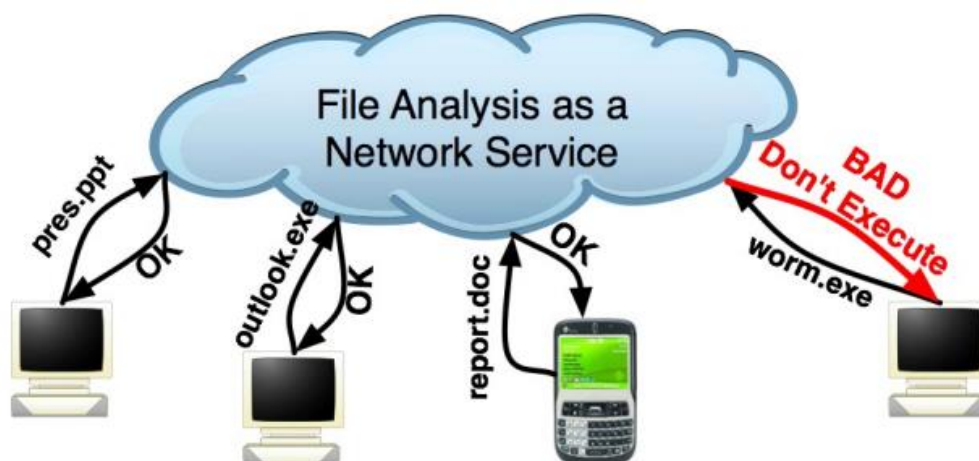 File Analysis as a
Network Service
pres.ppt
OK
outlook.exe
OK
report.doc
OK
BAD
Don't Execute
worm.exe